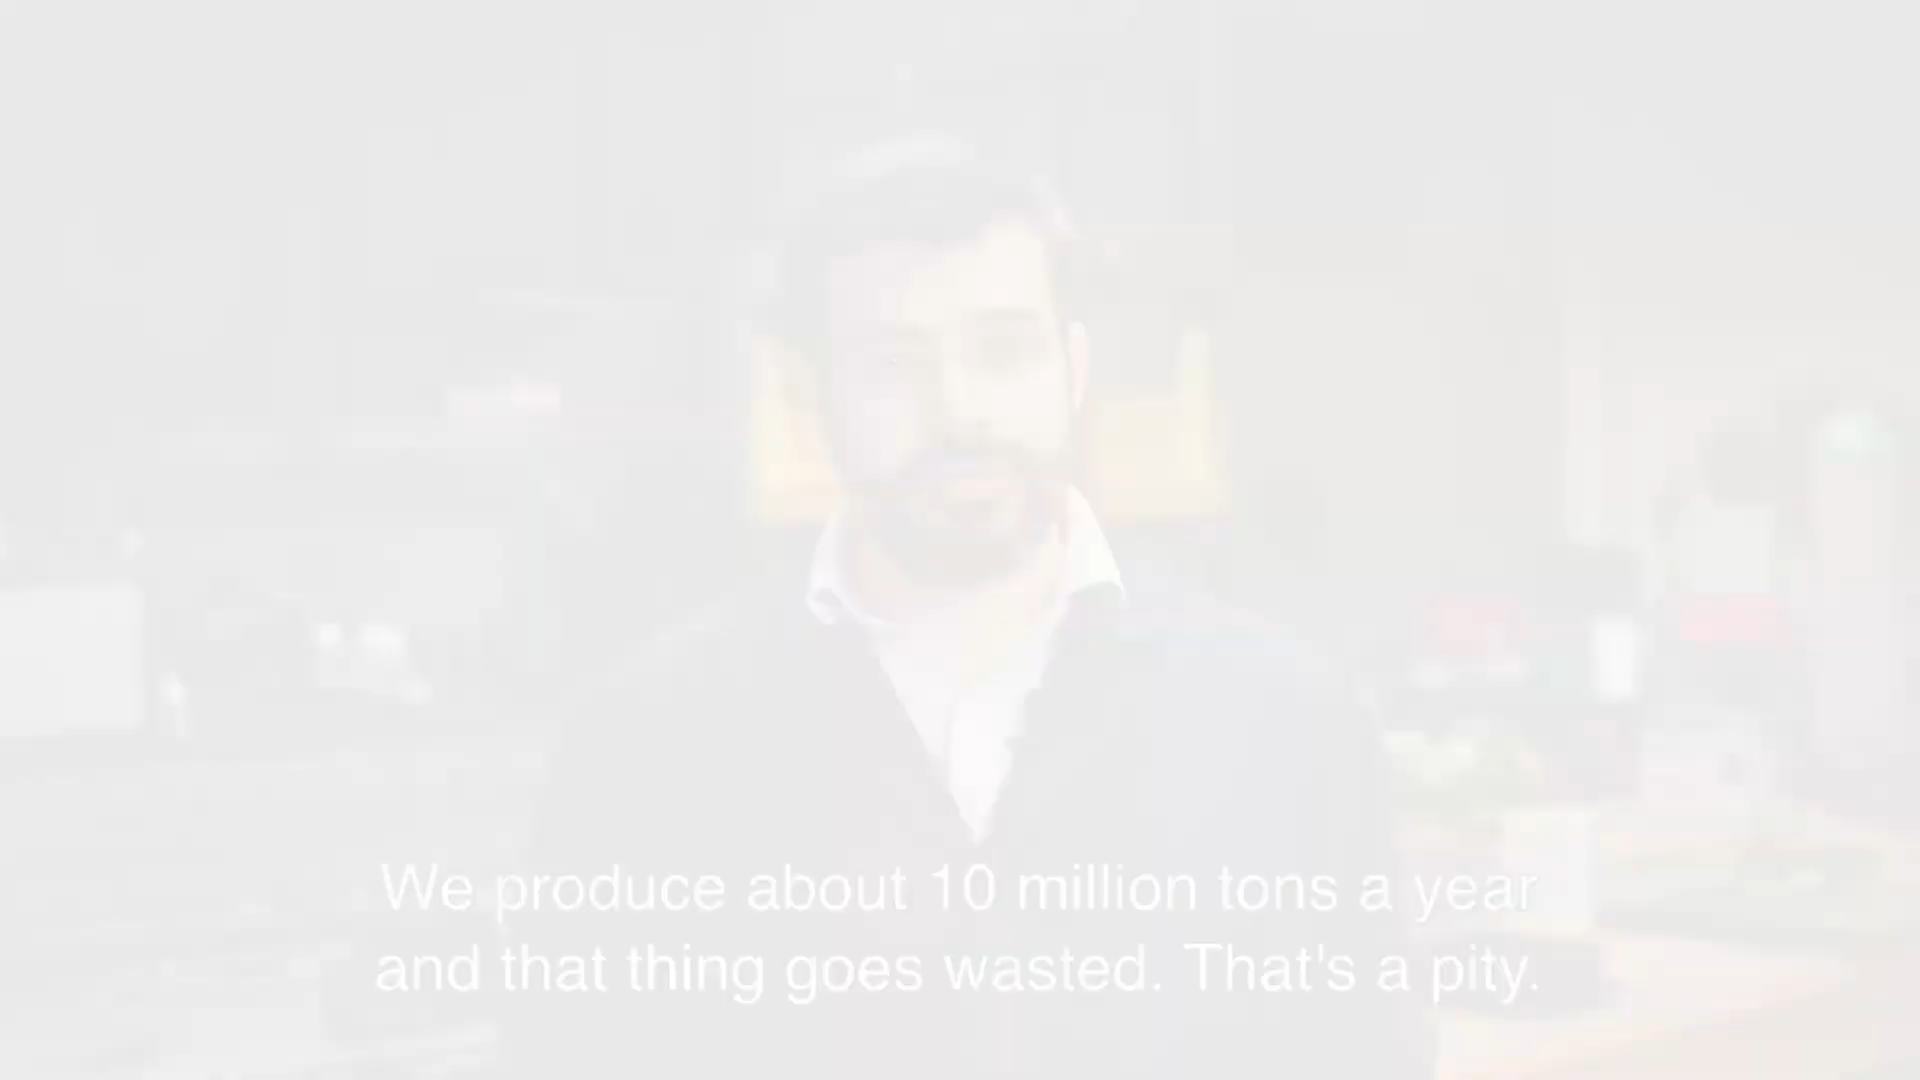 We produce about 10 million tons a year
and that thing goes wasted. That's a pity.